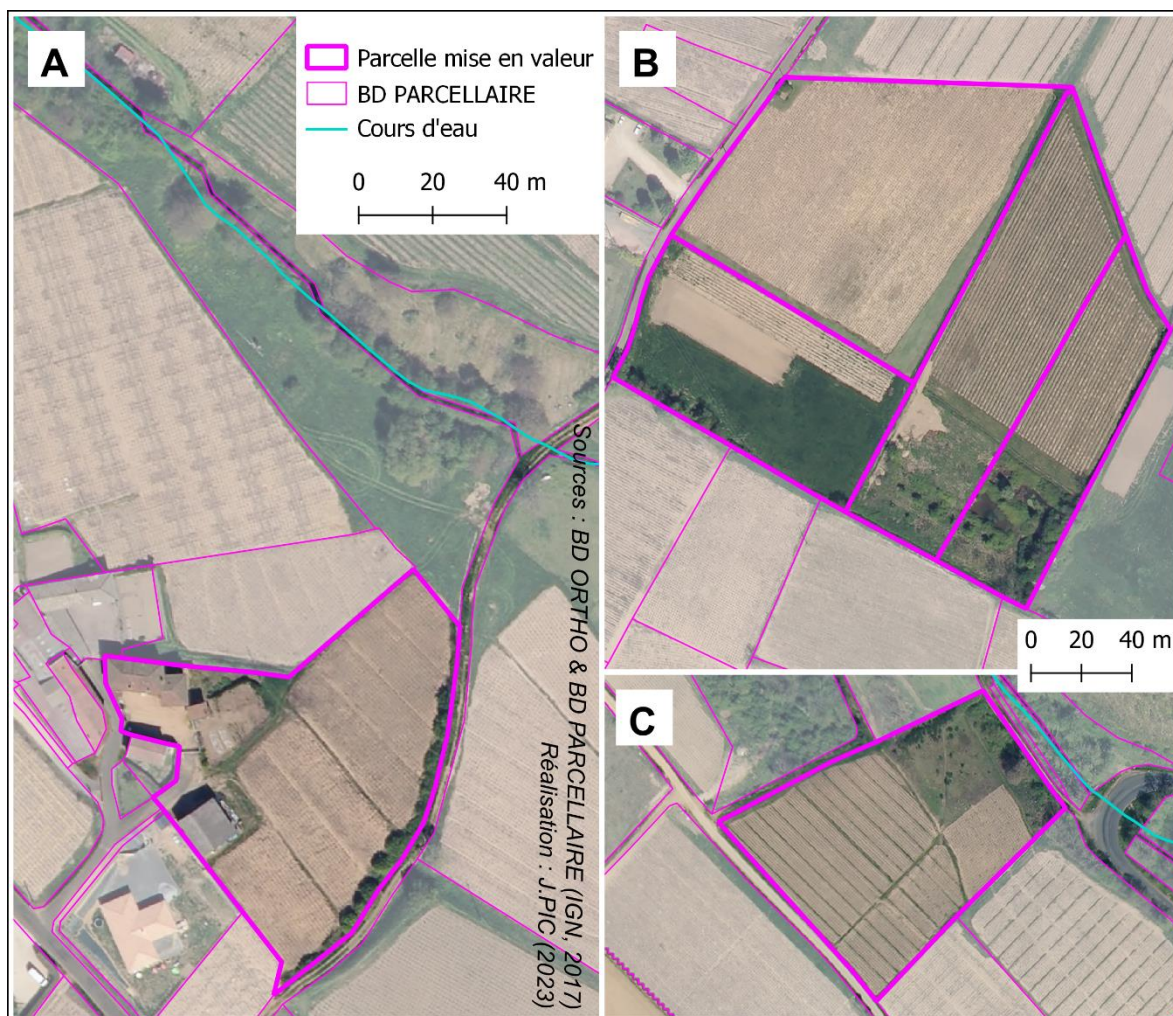 A
Parcelle mise en valeur
BD PARCELLAIRE
Cours d'eau
0 20 40 m
Sources : BD ORTHO & BD PARCELLAIRE (IGN, 2017)
Réalisation : J.PIC (2023)
B
0 20 40 m
C